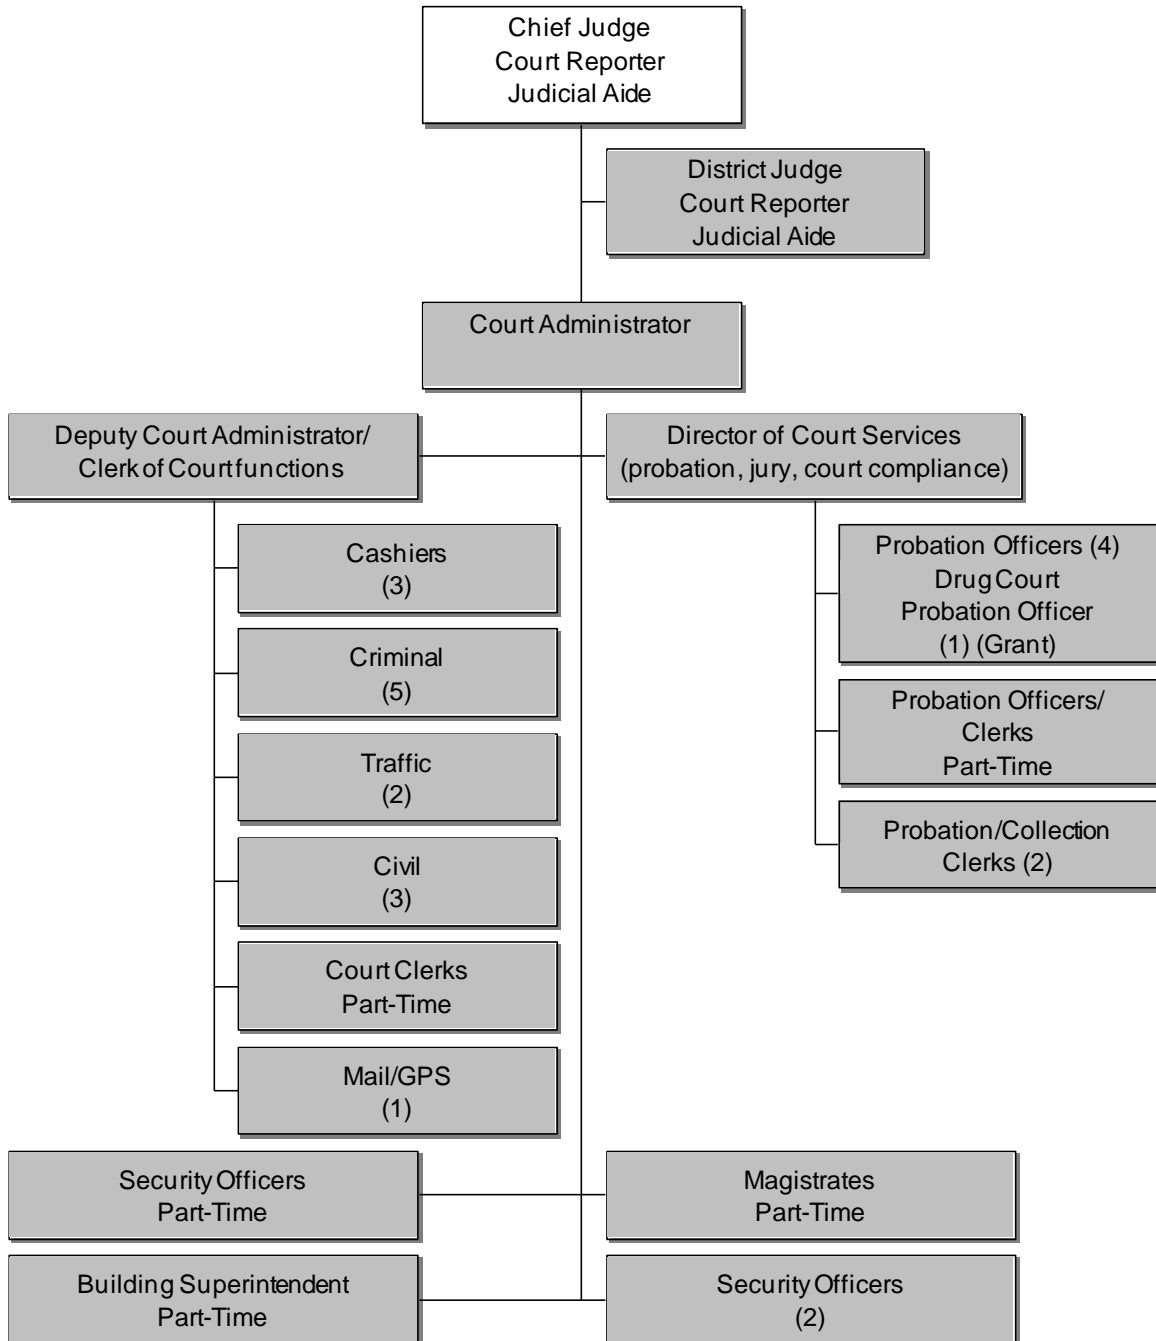 Chief Judge
Court Reporter
Judicial Aide
District Judge
Court Reporter
Judicial Aide
Court Administrator
Deputy Court Administrator/
Clerk of Court functions
Director of Court Services
(probation, jury, court compliance)
Cashiers
(3)
Criminal
(5)
Traffic
(2)
Civil
(3)
Court Clerks
Part-Time
Mail/GPS
(1)
Probation Officers (4)
Drug Court
Probation Officer
(1) (Grant)
Probation Officers/
Clerks
Part-Time
Probation/Collection
Clerks (2)
Security Officers
Part-Time
Magistrates
Part-Time
Building Superintendent
Part-Time
Security Officers
(2)